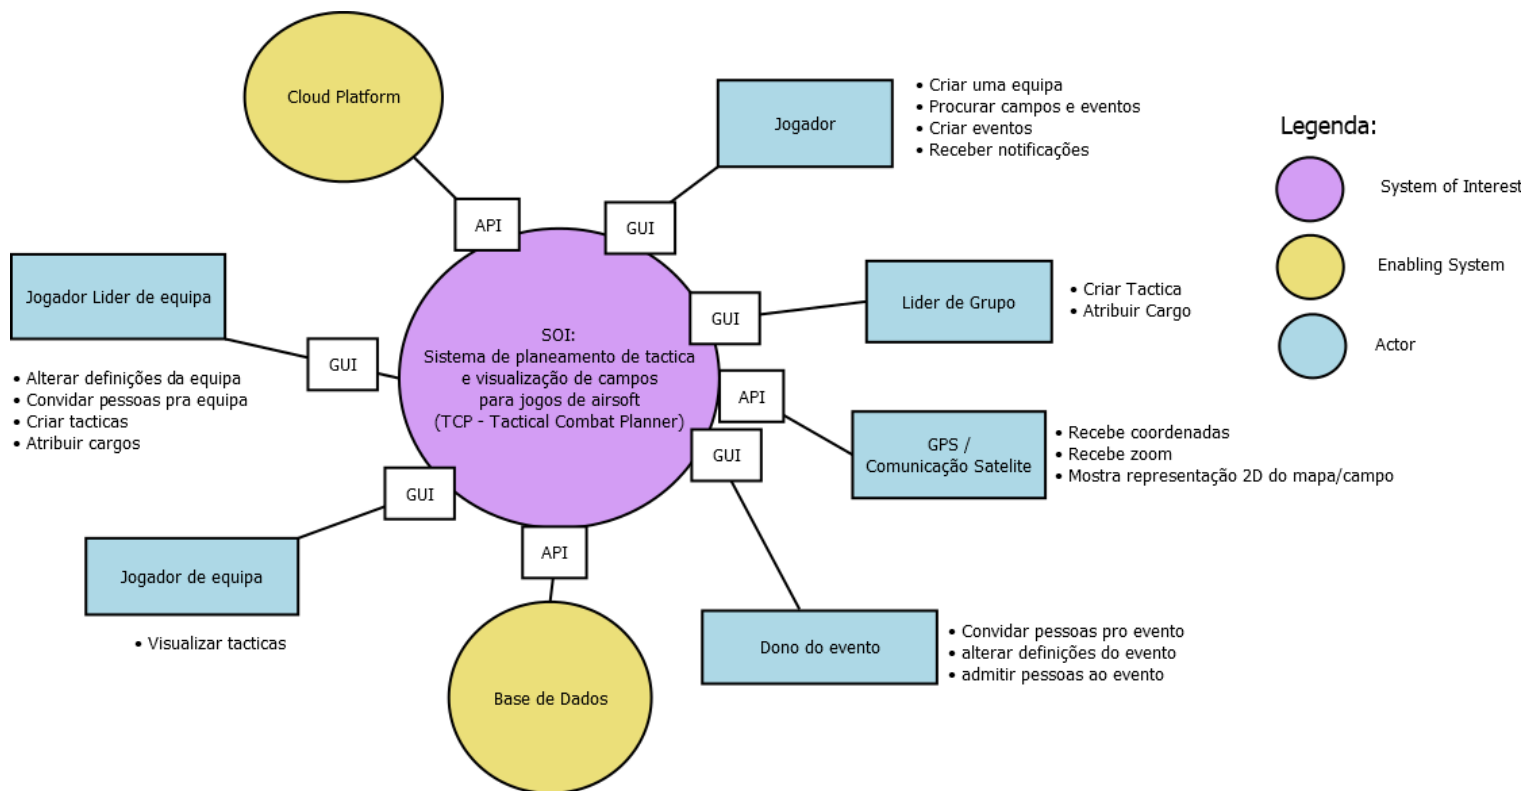 Cloud Platform
API
Jogador
• Criar uma equipa
• Procurar campos e eventos
• Criar eventos
• Receber notificações
GUI
Legenda:
System of Interest
Enabling System
Actor
Jogador Lider de equipa
GUI
• Alterar definições da equipa
• Convidar pessoas pra equipa
• Criar tacticas
• Atribuir cargos
SOI:
Sistema de planeamento de tactica
e visualização de campos
para jogos de airsoft
(TCP - Tactical Combat Planner)
GUI
Lider de Grupo
• Criar Tactica
• Atribuir Cargo
API
GPS /
Comunicação Satelite
• Recebe coordenadas
• Recebe zoom
• Mostra representação 2D do mapa/campo
GUI
GUI
Jogador de equipa
• Visualizar tacticas
API
Base de Dados
Dono do evento
• Convidar pessoas pro evento
• alterar definições do evento
• admitir pessoas ao evento